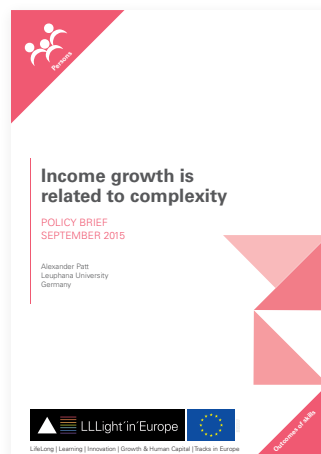 Persons
Income growth is
related to complexity
POLICY BRIEF
SEPTEMBER 2015
Alexander Patt
Leuphana University
Germany
LLLight´in´Europe
LifeLong | Learning | Innovation | Growth & Human Capital | Tracks in Europe
Outcomes of skills